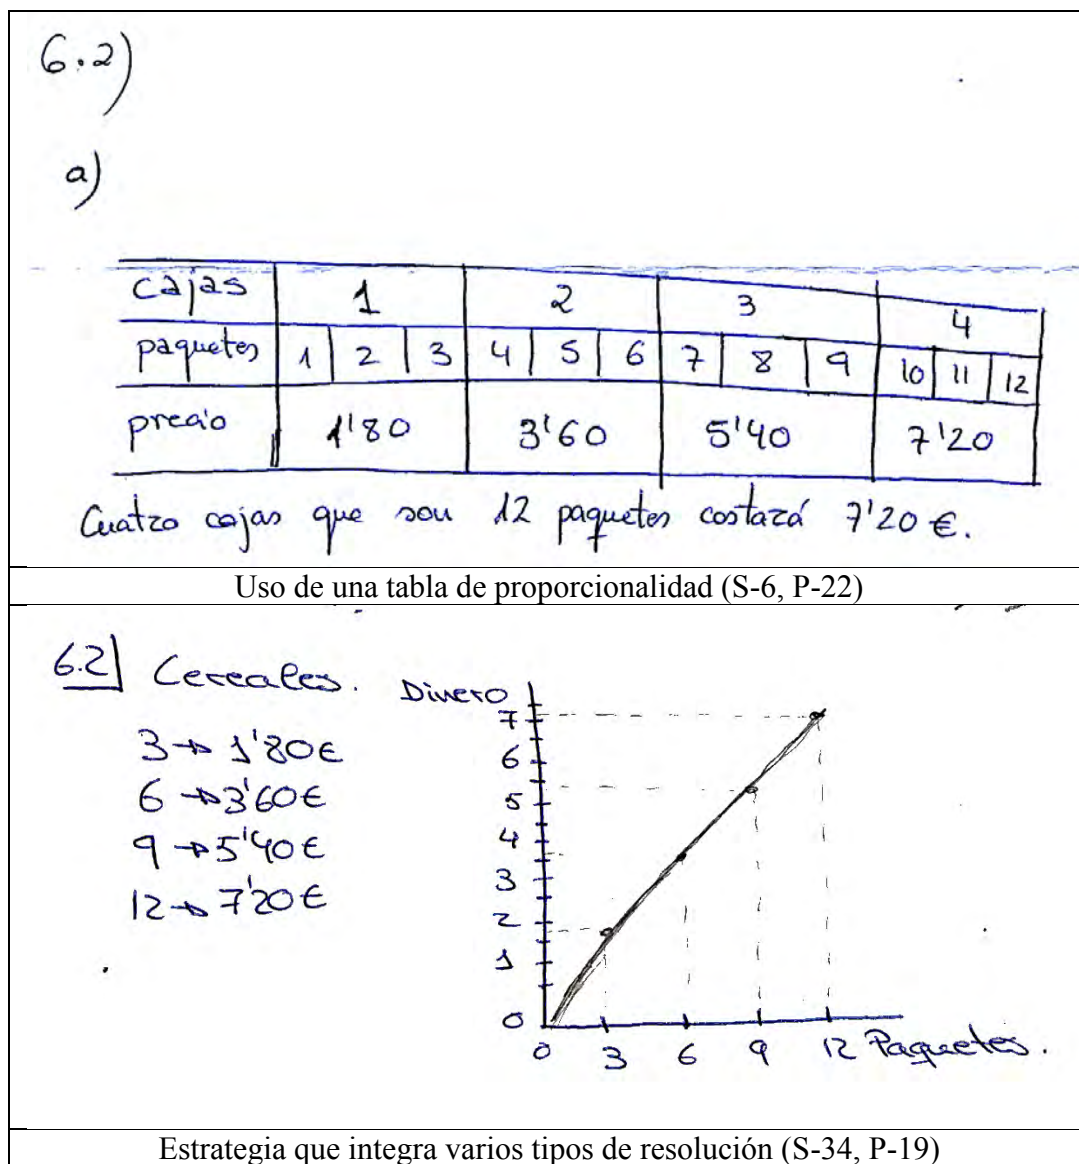 6.2)
a)
cajas 1 2 3 4
paquetes 1 2 3 4 5 6 7 8 9 10 11 12
precio 1'80 3'60 5'40 7'20
Cuatro cajas que son 12 paquetes costará 7'20 €.
Uso de una tabla de proporcionalidad (S-6, P-22)
6.2 Cereales.
3 → 1'80€
6 → 3'60€
9 → 5'40€
12 → 7'20€
Dinero
7
6
5
4
3
2
1
0
0 3 6 9 12 Paquetes.
Estrategia que integra varios tipos de resolución (S-34, P-19)